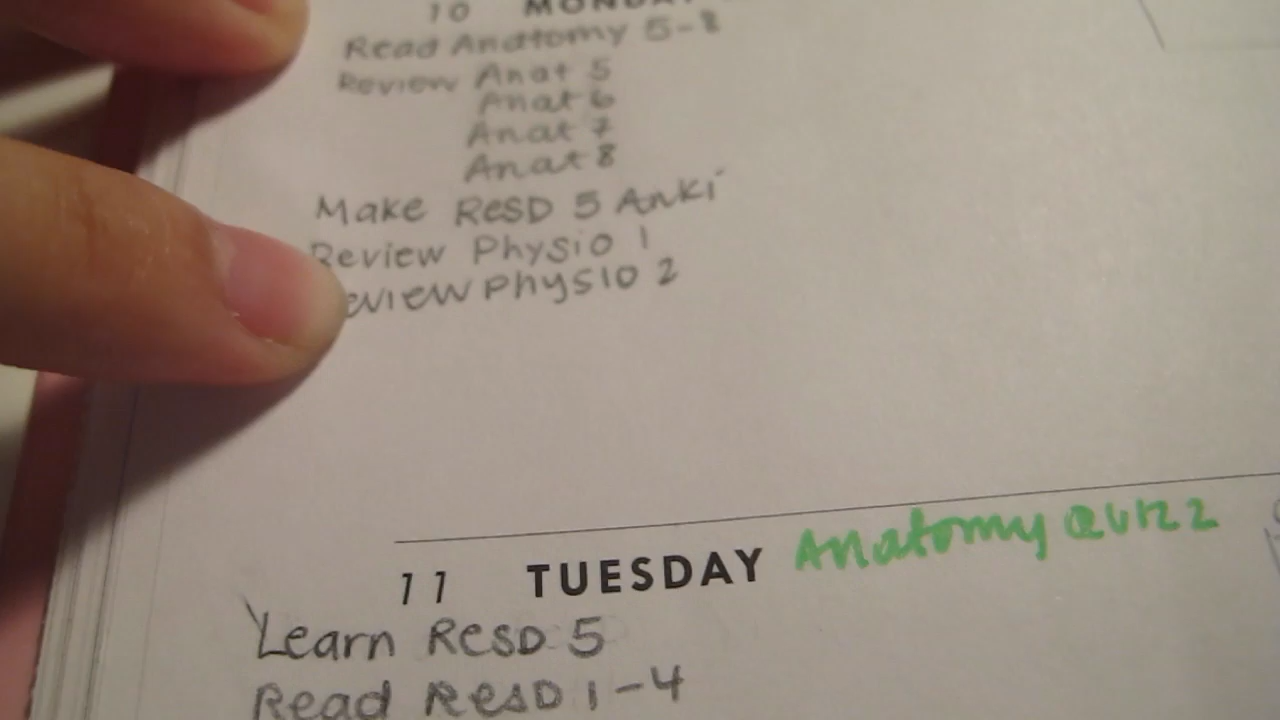 10 MONDA
Read Anatomy 5-8
Review Anat 5
Anat 6
Anat 7
Anat 8
Make ResD 5 Anki
Review Physio 1
eview Physio 2
11 TUESDAY Anatomy Quiz 2
Learn ResD 5
Read ResD 1-4